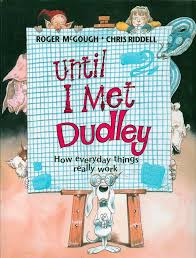 ROGER McGOUGH • CHRIS RIDDELL
Until
I Met
Dudley
How everyday things
really work